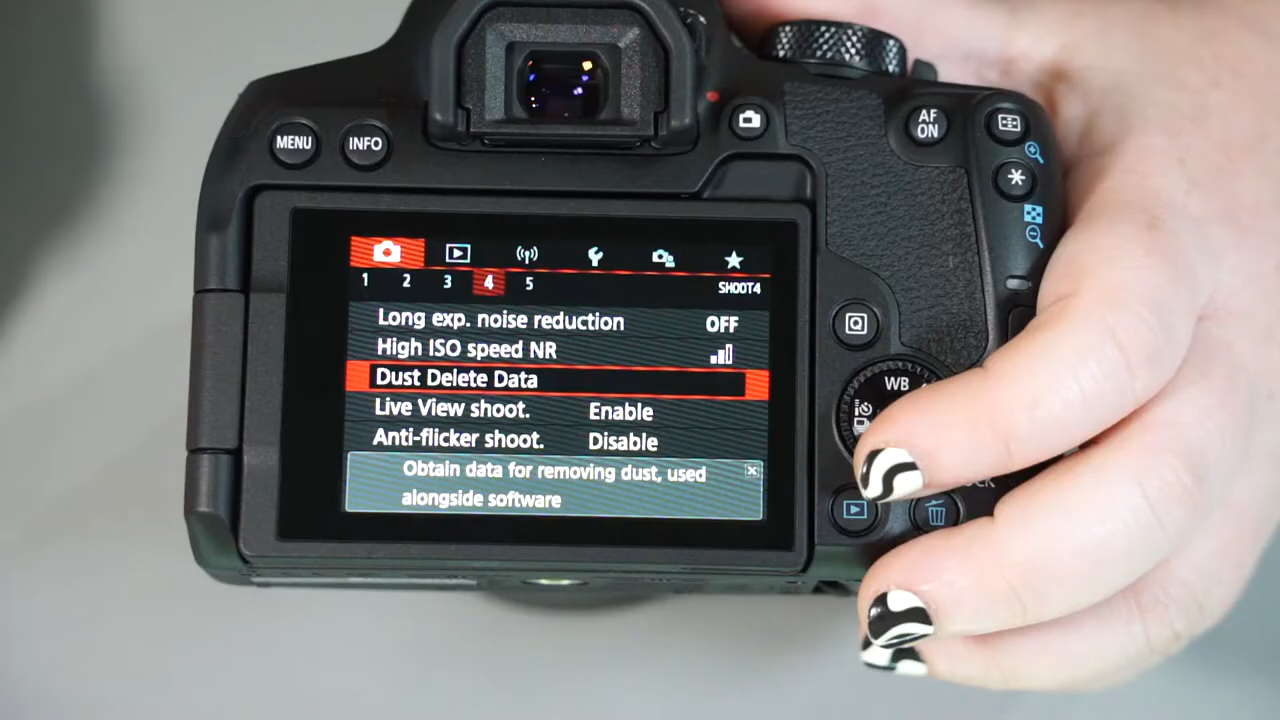 MENU
INFO
AF
ON
1 2 3 4 5
SHOOT4
Long exp. noise reduction OFF
High ISO speed NR
Dust Delete Data
Live View shoot. Enable
Anti-flicker shoot. Disable
Obtain data for removing dust, used
alongside software
Q
WB